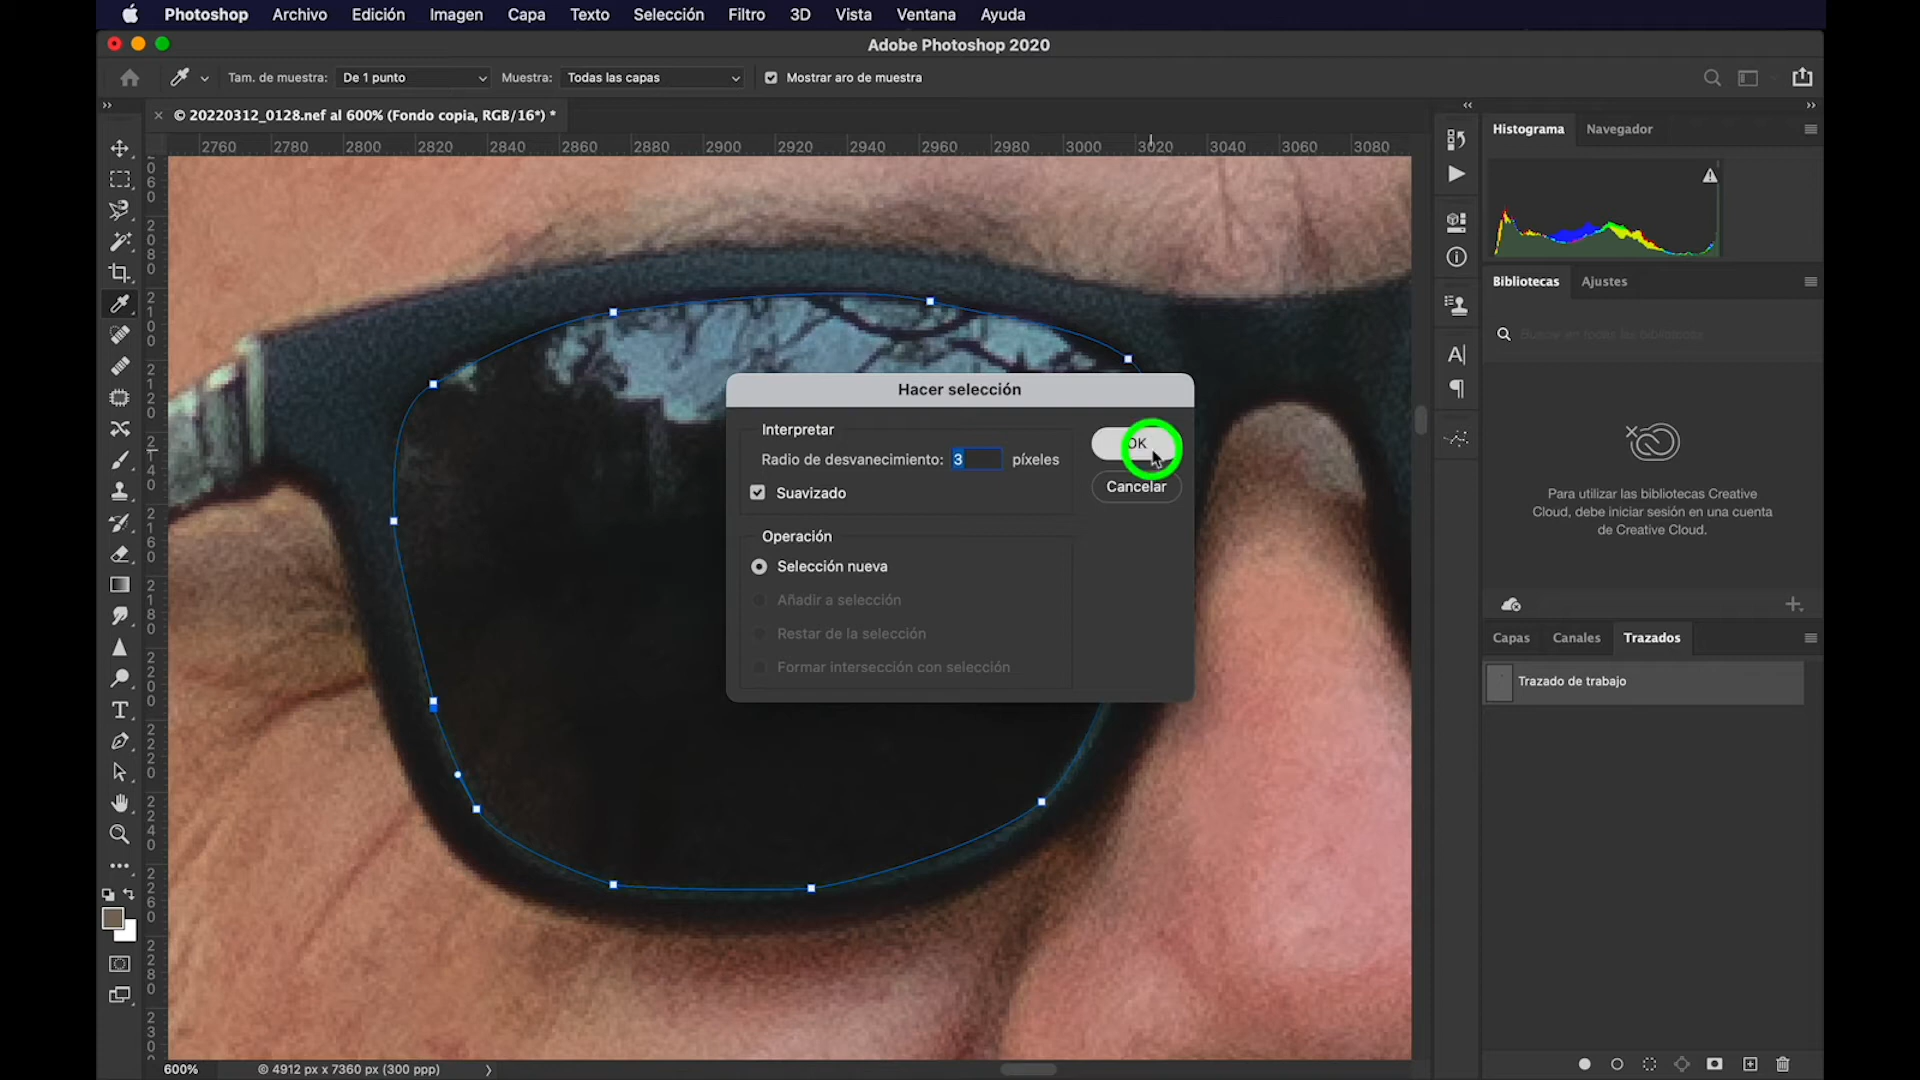 Photoshop Archivo Edición Imagen Capa Texto Selección Filtro 3D Vista Ventana Ayuda
Adobe Photoshop 2020
Tam. de muestra: De 1 punto Muestra: Todas las capas Mostrar aro de muestra
© 20220312_0128.nef al 600% (Fondo copia, RGB/16*) *
2760 2780 2800 2820 2840 2860 2880 2900 2920 2940 2960 2980 3000 3020 3040 3060 3080
Histograma Navegador
Bibliotecas Ajustes
Buscar en todas las bibliotecas
Para utilizar las bibliotecas Creative
Cloud, debe iniciar sesión en una cuenta
de Creative Cloud.
Capas Canales Trazados
Trazado de trabajo
Hacer selección
Interpretar
Radio de desvanecimiento: 3 píxeles
Suavizado
OK
Cancelar
Operación
Selección nueva
Añadir a selección
Restar de la selección
Formar intersección con selección
600% © 4912 px x 7360 px (300 ppp)